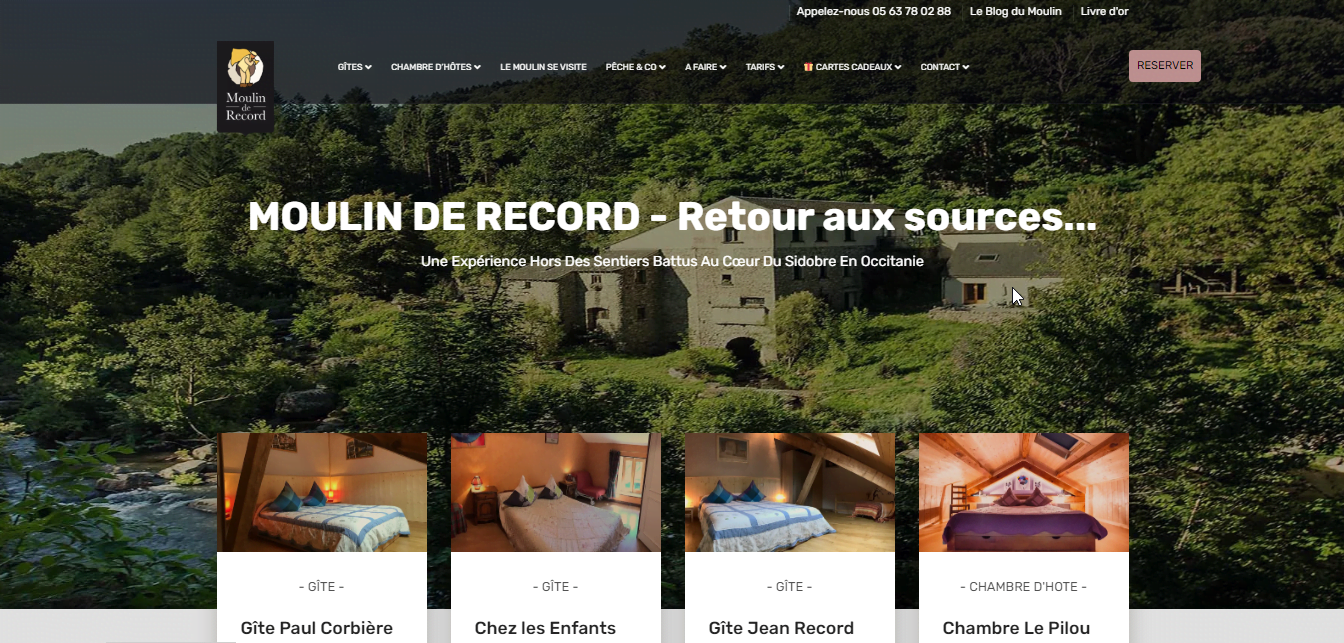 Appelez-nous 05 63 78 02 88 Le Blog du Moulin Livre d'or
Moulin
de
Record
GÎTES CHAMBRE D'HÔTES LE MOULIN SE VISITE PÊCHE & CO A FAIRE TARIFS CARTES CADEAUX CONTACT RESERVER
MOULIN DE RECORD - Retour aux sources...
Une Expérience Hors Des Sentiers Battus Au Cœur Du Sidobre En Occitanie
- GÎTE -
Gîte Paul Corbière
- GÎTE -
Chez les Enfants
- GÎTE -
Gîte Jean Record
- CHAMBRE D'HOTE -
Chambre Le Pilou